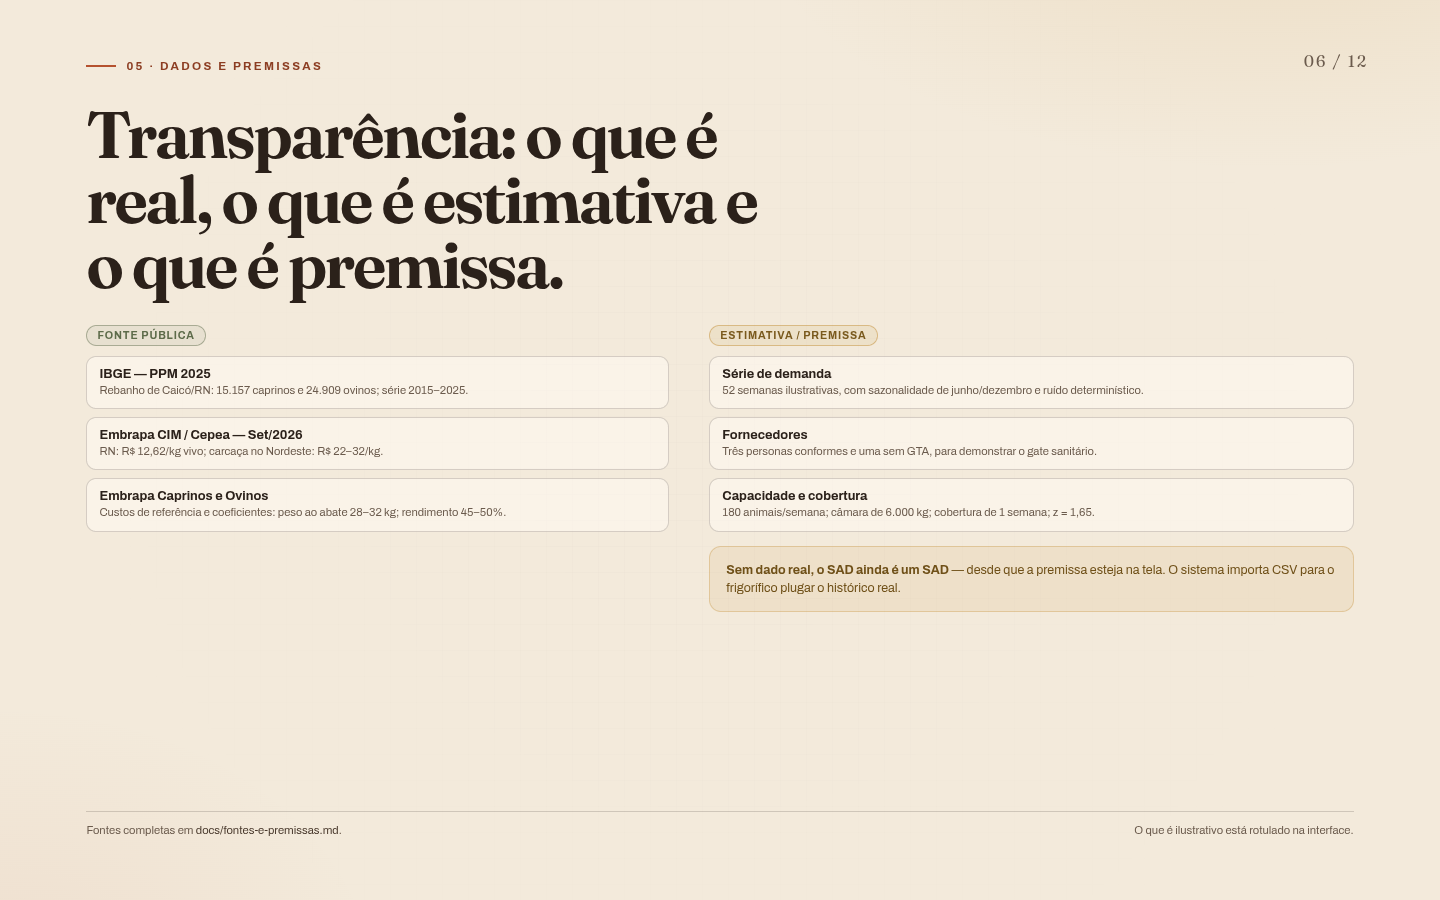 05 · DADOS E PREMISSAS
06 / 12
Transparência: o que é
real, o que é estimativa e
o que é premissa.
FONTE PÚBLICA
IBGE — PPM 2025
Rebanho de Caicó/RN: 15.157 caprinos e 24.909 ovinos; série 2015–2025.
Embrapa CIM / Cepea — Set/2026
RN: R$ 12,62/kg vivo; carcaça no Nordeste: R$ 22–32/kg.
Embrapa Caprinos e Ovinos
Custos de referência e coeficientes: peso ao abate 28–32 kg; rendimento 45–50%.
ESTIMATIVA / PREMISSA
Série de demanda
52 semanas ilustrativas, com sazonalidade de junho/dezembro e ruído determinístico.
Fornecedores
Três personas conformes e uma sem GTA, para demonstrar o gate sanitário.
Capacidade e cobertura
180 animais/semana; câmara de 6.000 kg; cobertura de 1 semana; z = 1,65.
Sem dado real, o SAD ainda é um SAD — desde que a premissa esteja na tela. O sistema importa CSV para o
frigorífico plugar o histórico real.
Fontes completas em docs/fontes-e-premissas.md.
O que é ilustrativo está rotulado na interface.